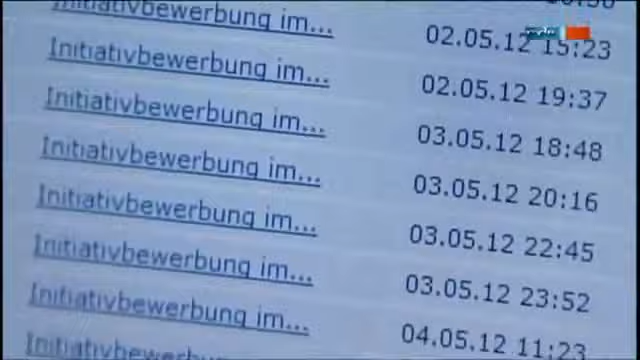 Initiativbewerbung im... 02.05.12 15:23
Initiativbewerbung im... 02.05.12 19:37
Initiativbewerbung im... 03.05.12 18:48
Initiativbewerbung im... 03.05.12 20:16
Initiativbewerbung im... 03.05.12 22:45
Initiativbewerbung im... 03.05.12 23:52
Initiativbewerbung im... 04.05.12 11:23
Initiativbewerbung im...